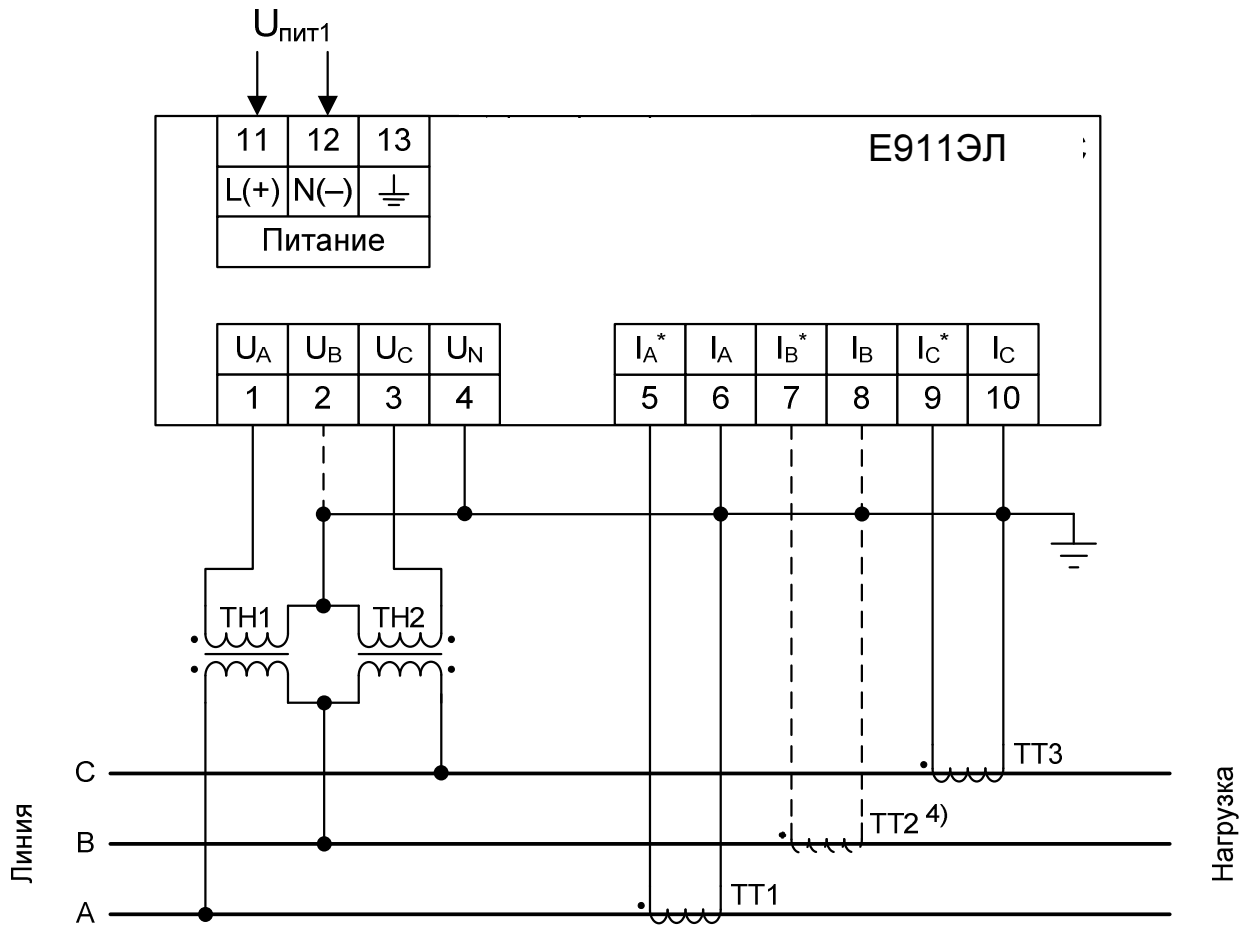 Uпит1
11 12 13
E911ЭЛ
L(+) N(–)
Питание
UA UB UC UN
1 2 3 4
IA* IA IB* IB IC* IC
5 6 7 8 9 10
ТН1 ТН2
C
ТТ3
B
ТТ2 4)
A
ТТ1
Линия
Нагрузка